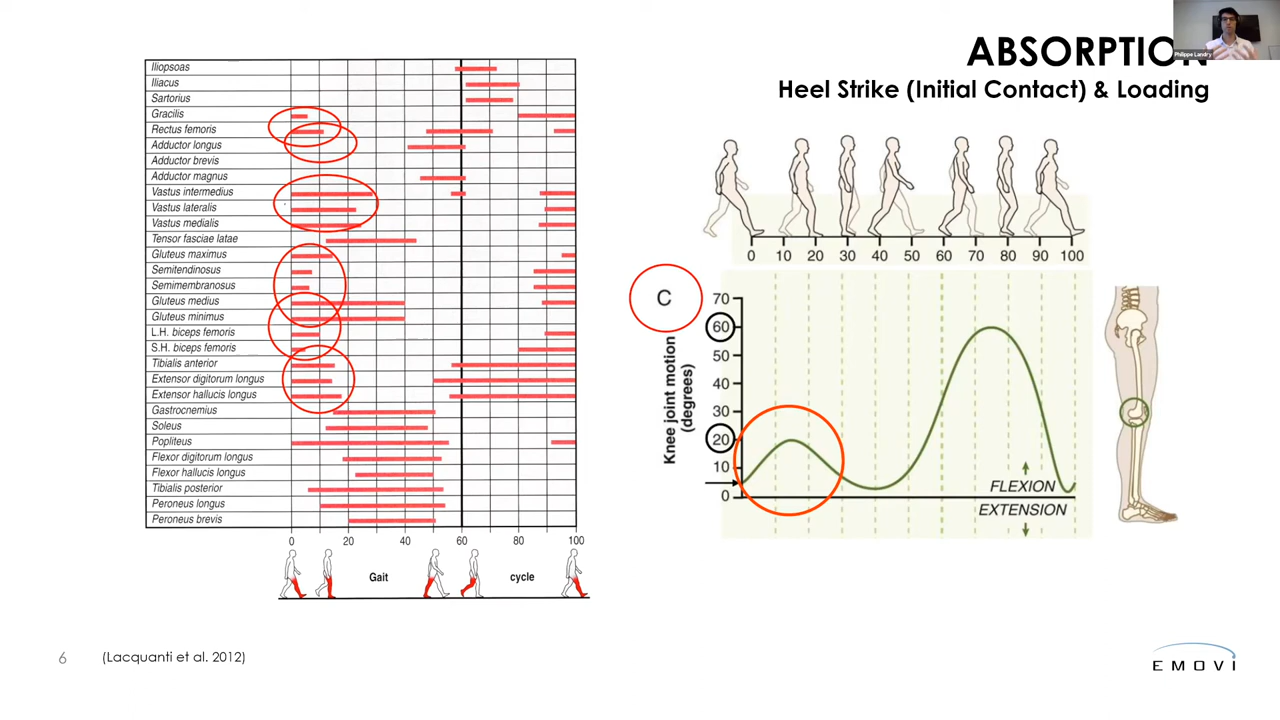 ABSORPTION
Philippe Landry
Heel Strike (Initial Contact) & Loading
Iliopsoas
Iliacus
Sartorius
Gracilis
Rectus femoris
Adductor longus
Adductor brevis
Adductor magnus
Vastus intermedius
Vastus lateralis
Vastus medialis
Tensor fasciae latae
Gluteus maximus
Semitendinosus
Semimembranosus
Gluteus medius
Gluteus minimus
L.H. biceps femoris
S.H. biceps femoris
Tibialis anterior
Extensor digitorum longus
Extensor hallucis longus
Gastrocnemius
Soleus
Popliteus
Flexor digitorum longus
Flexor hallucis longus
Tibialis posterior
Peroneus longus
Peroneus brevis
0 20 40 60 80 100
Gait cycle
0 10 20 30 40 50 60 70 80 90 100
C
70
60
50
40
30
20
10
0
Knee joint motion
(degrees)
FLEXION
EXTENSION
6
(Lacquanti et al. 2012)
EMOVI